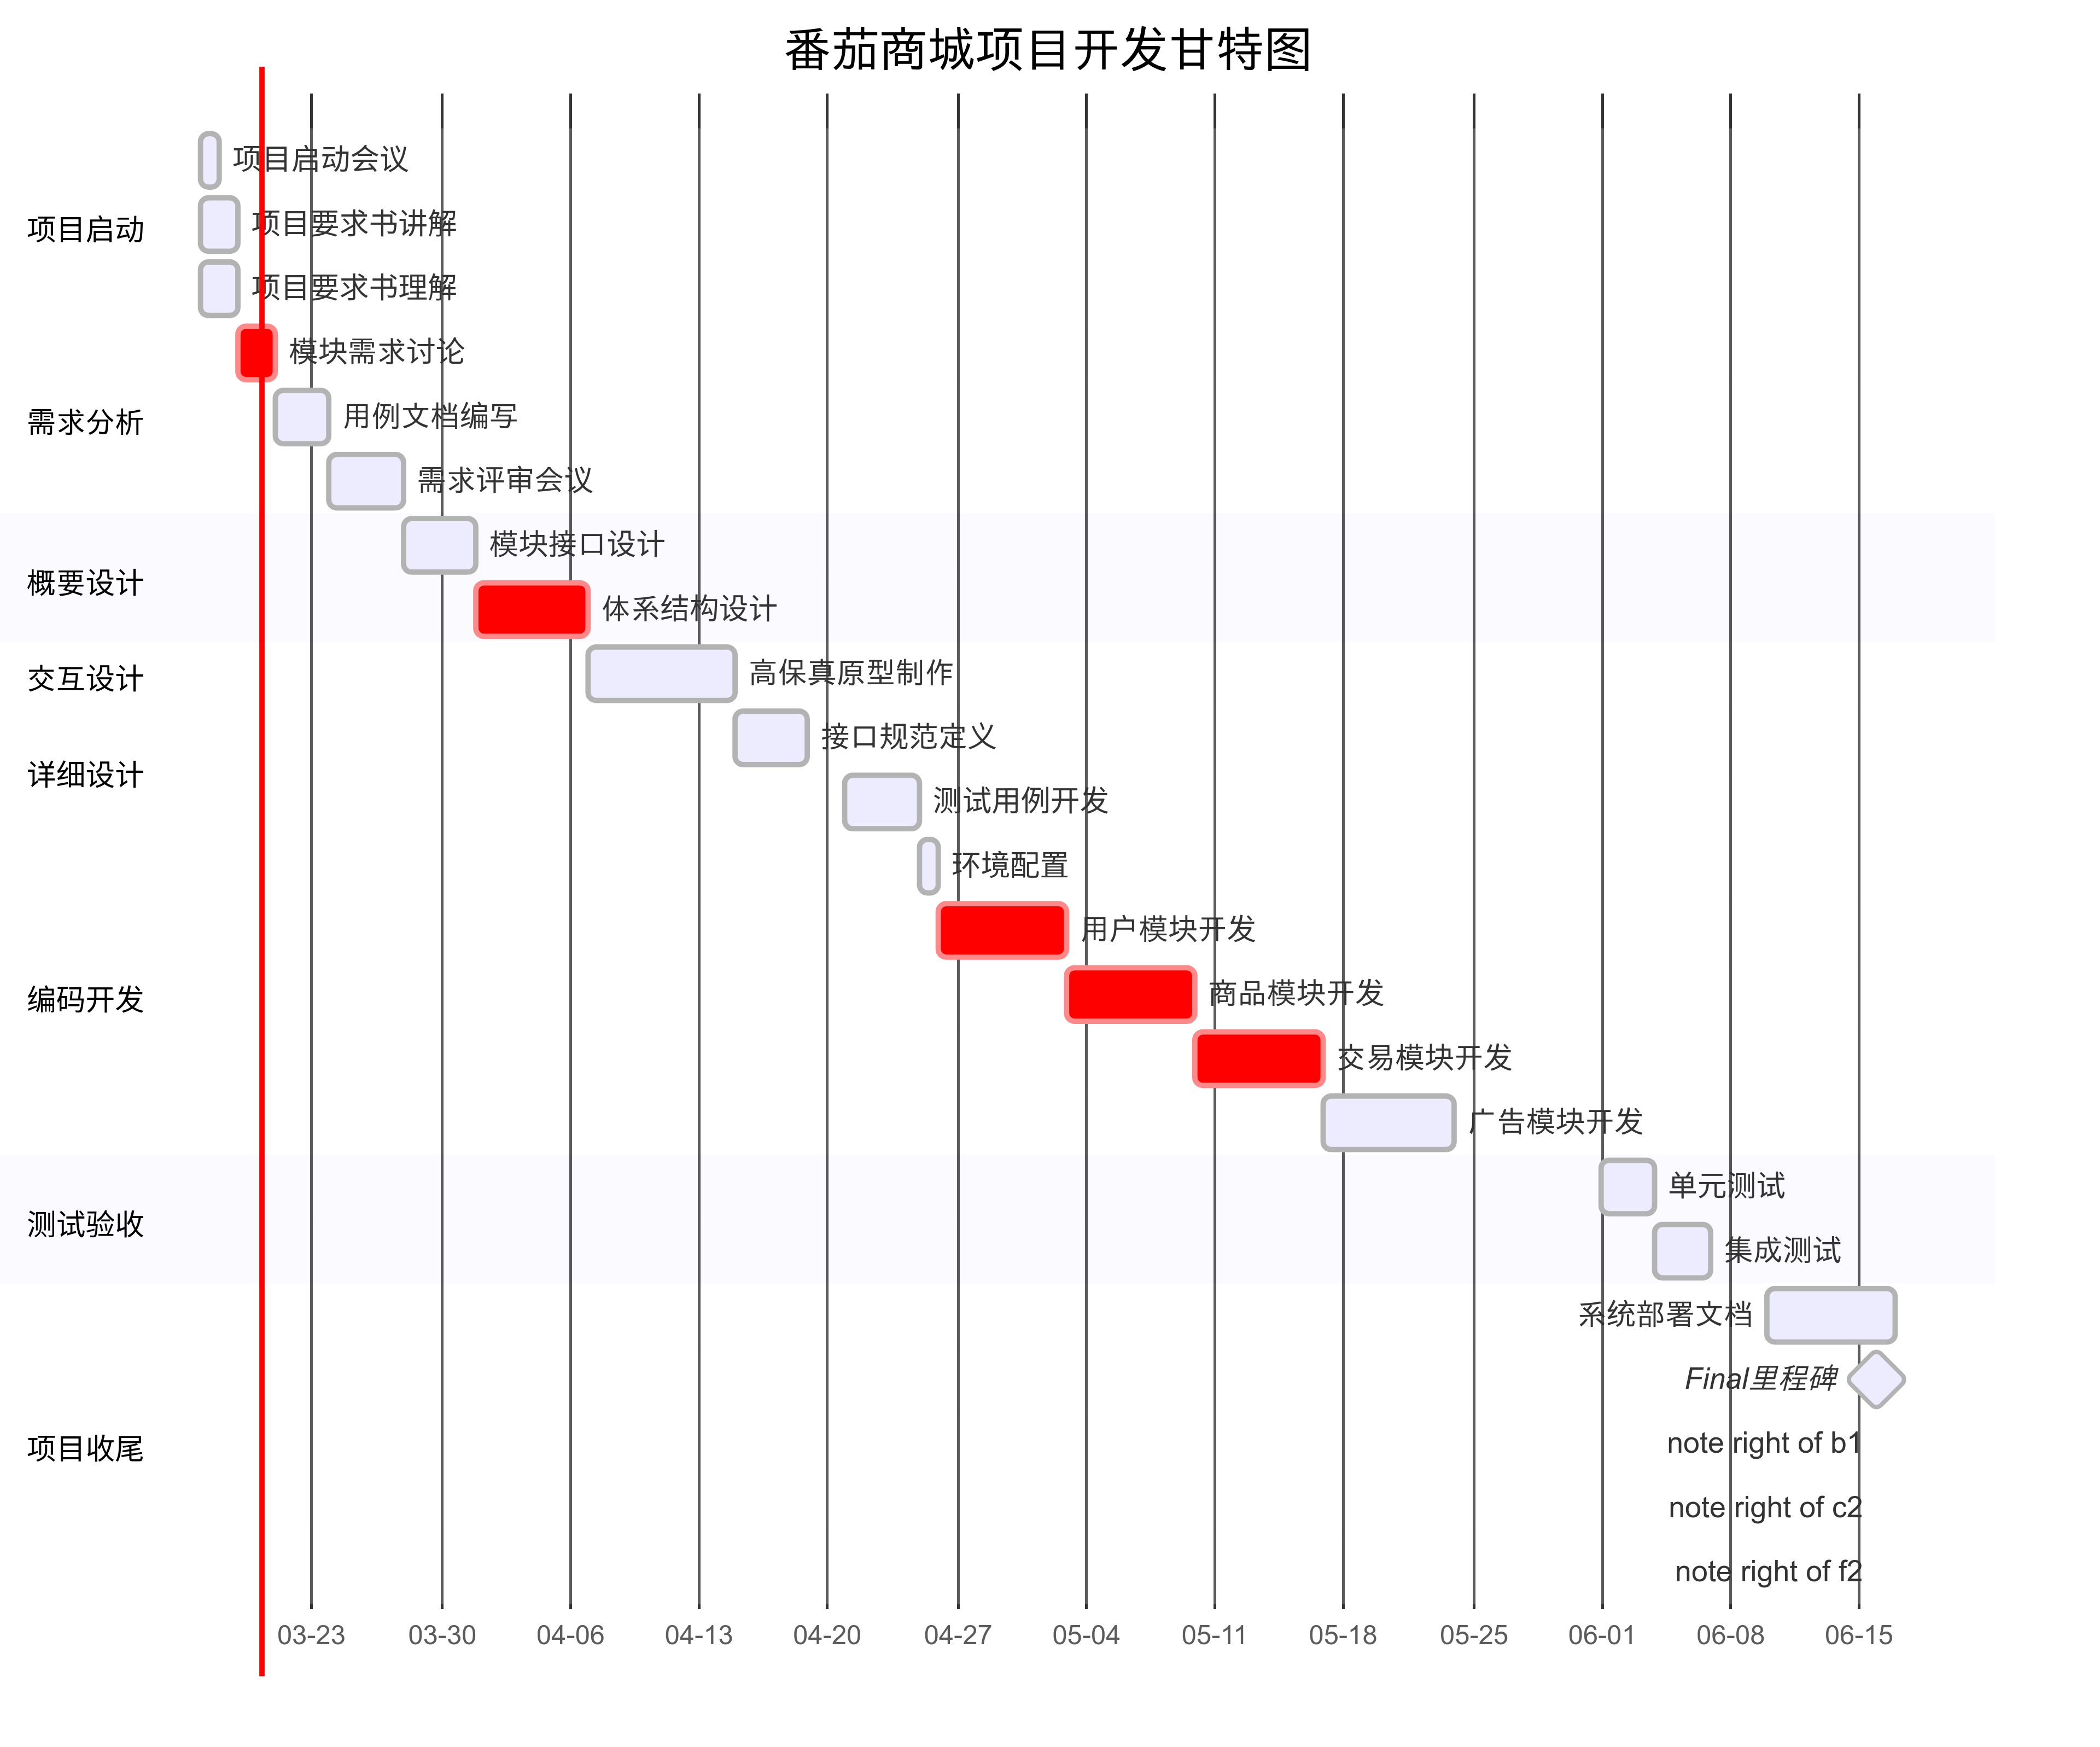 番茄商城项目开发甘特图
项目启动
项目启动会议
项目要求书讲解
项目要求书理解
需求分析
模块需求讨论
用例文档编写
需求评审会议
概要设计
模块接口设计
体系结构设计
交互设计
高保真原型制作
详细设计
接口规范定义
测试用例开发
编码开发
环境配置
用户模块开发
商品模块开发
交易模块开发
广告模块开发
测试验收
单元测试
集成测试
项目收尾
系统部署文档
Final里程碑
note right of b1
note right of c2
note right of f2
03-23
03-30
04-06
04-13
04-20
04-27
05-04
05-11
05-18
05-25
06-01
06-08
06-15